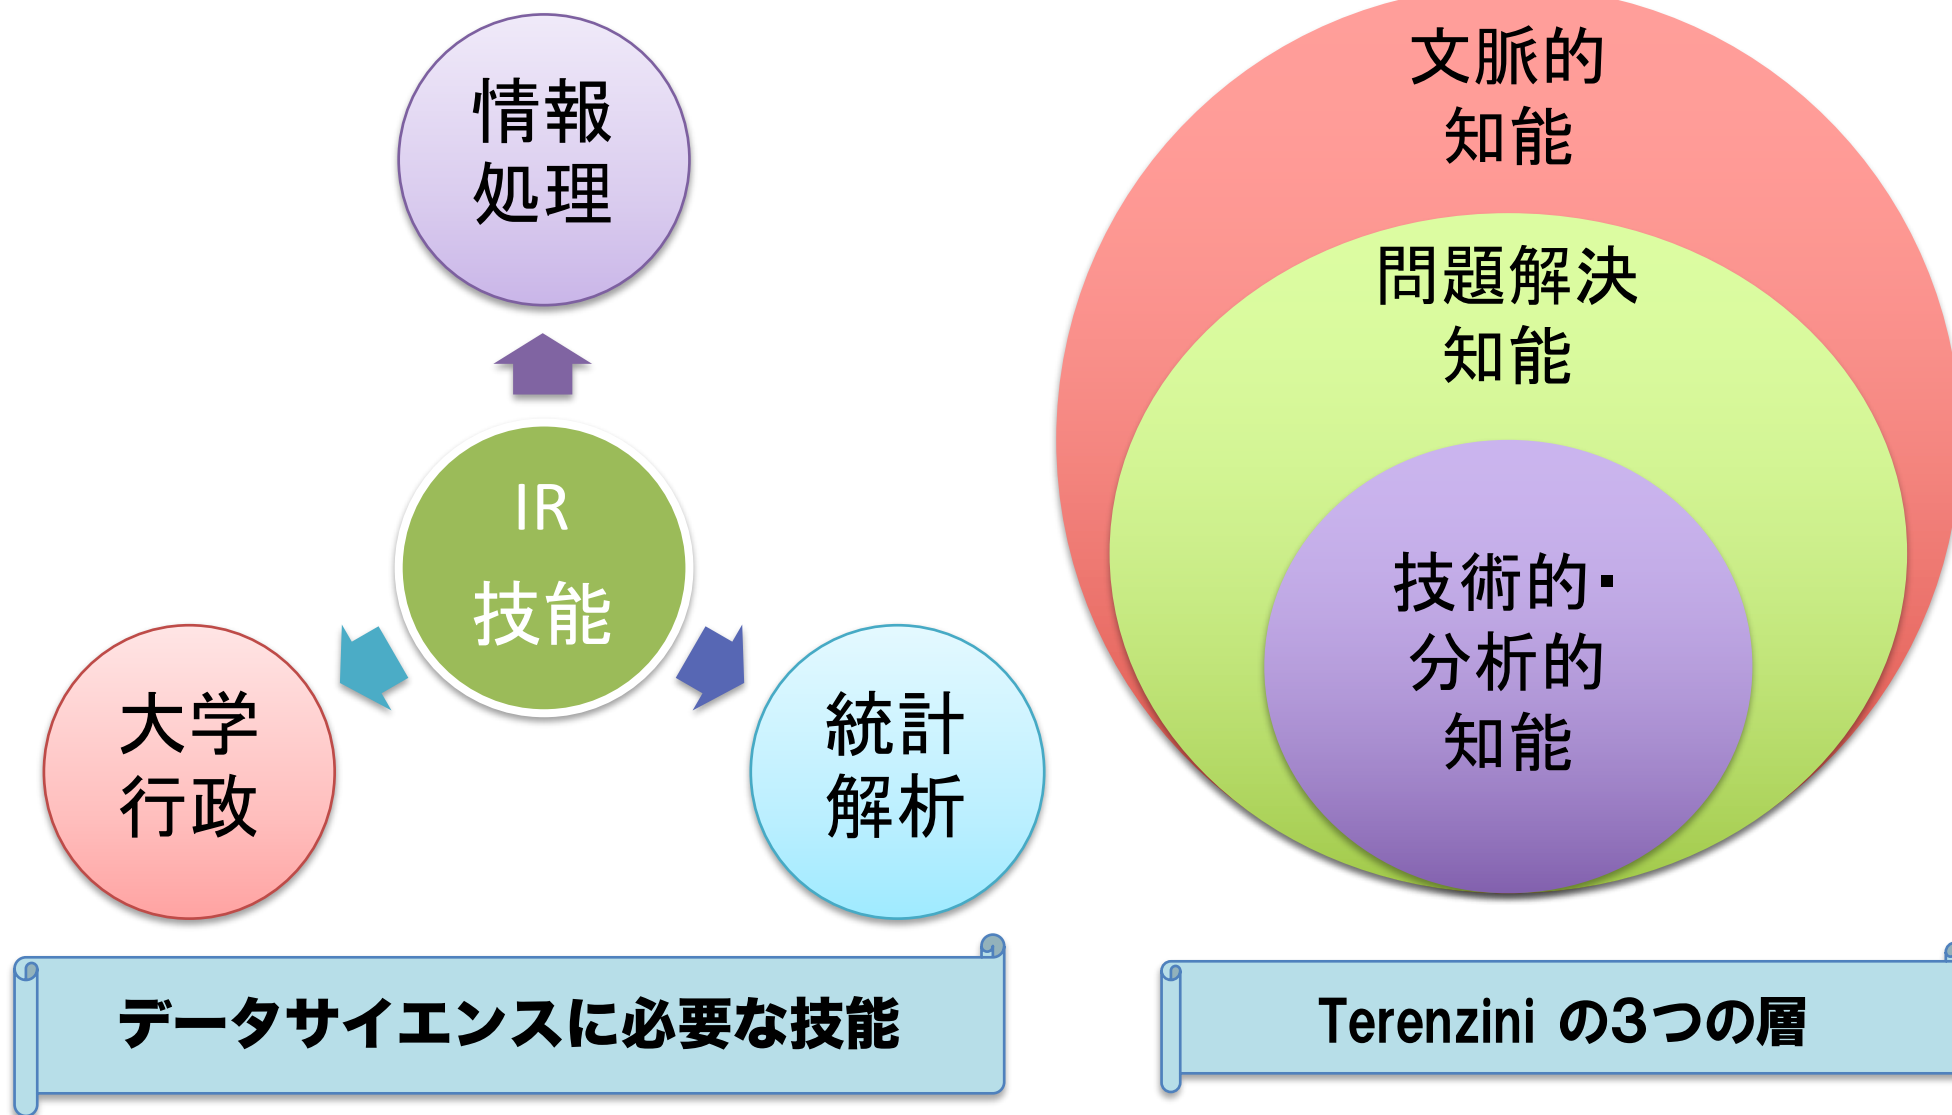 情報
処理
IR
技能
大学
行政
統計
解析
データサイエンスに必要な技能
文脈的
知能
問題解決
知能
技術的・
分析的
知能
Terenzini の3つの層